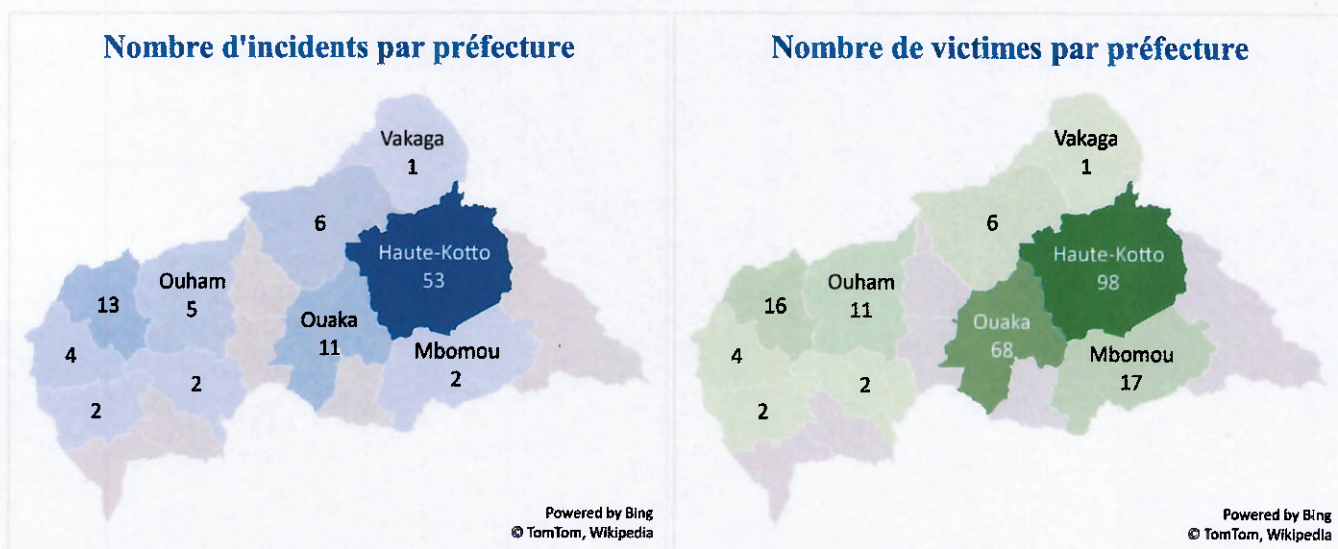 Nombre d'incidents par préfecture
Vakaga
1
6
Haute-Kotto
53
Ouham
5
13
Ouaka
11
4
Mbomou
2
2
2
Powered by Bing
© TomTom, Wikipedia
Nombre de victimes par préfecture
Vakaga
1
6
Haute-Kotto
98
Ouham
11
16
Ouaka
68
4
Mbomou
17
2
2
Powered by Bing
© TomTom, Wikipedia